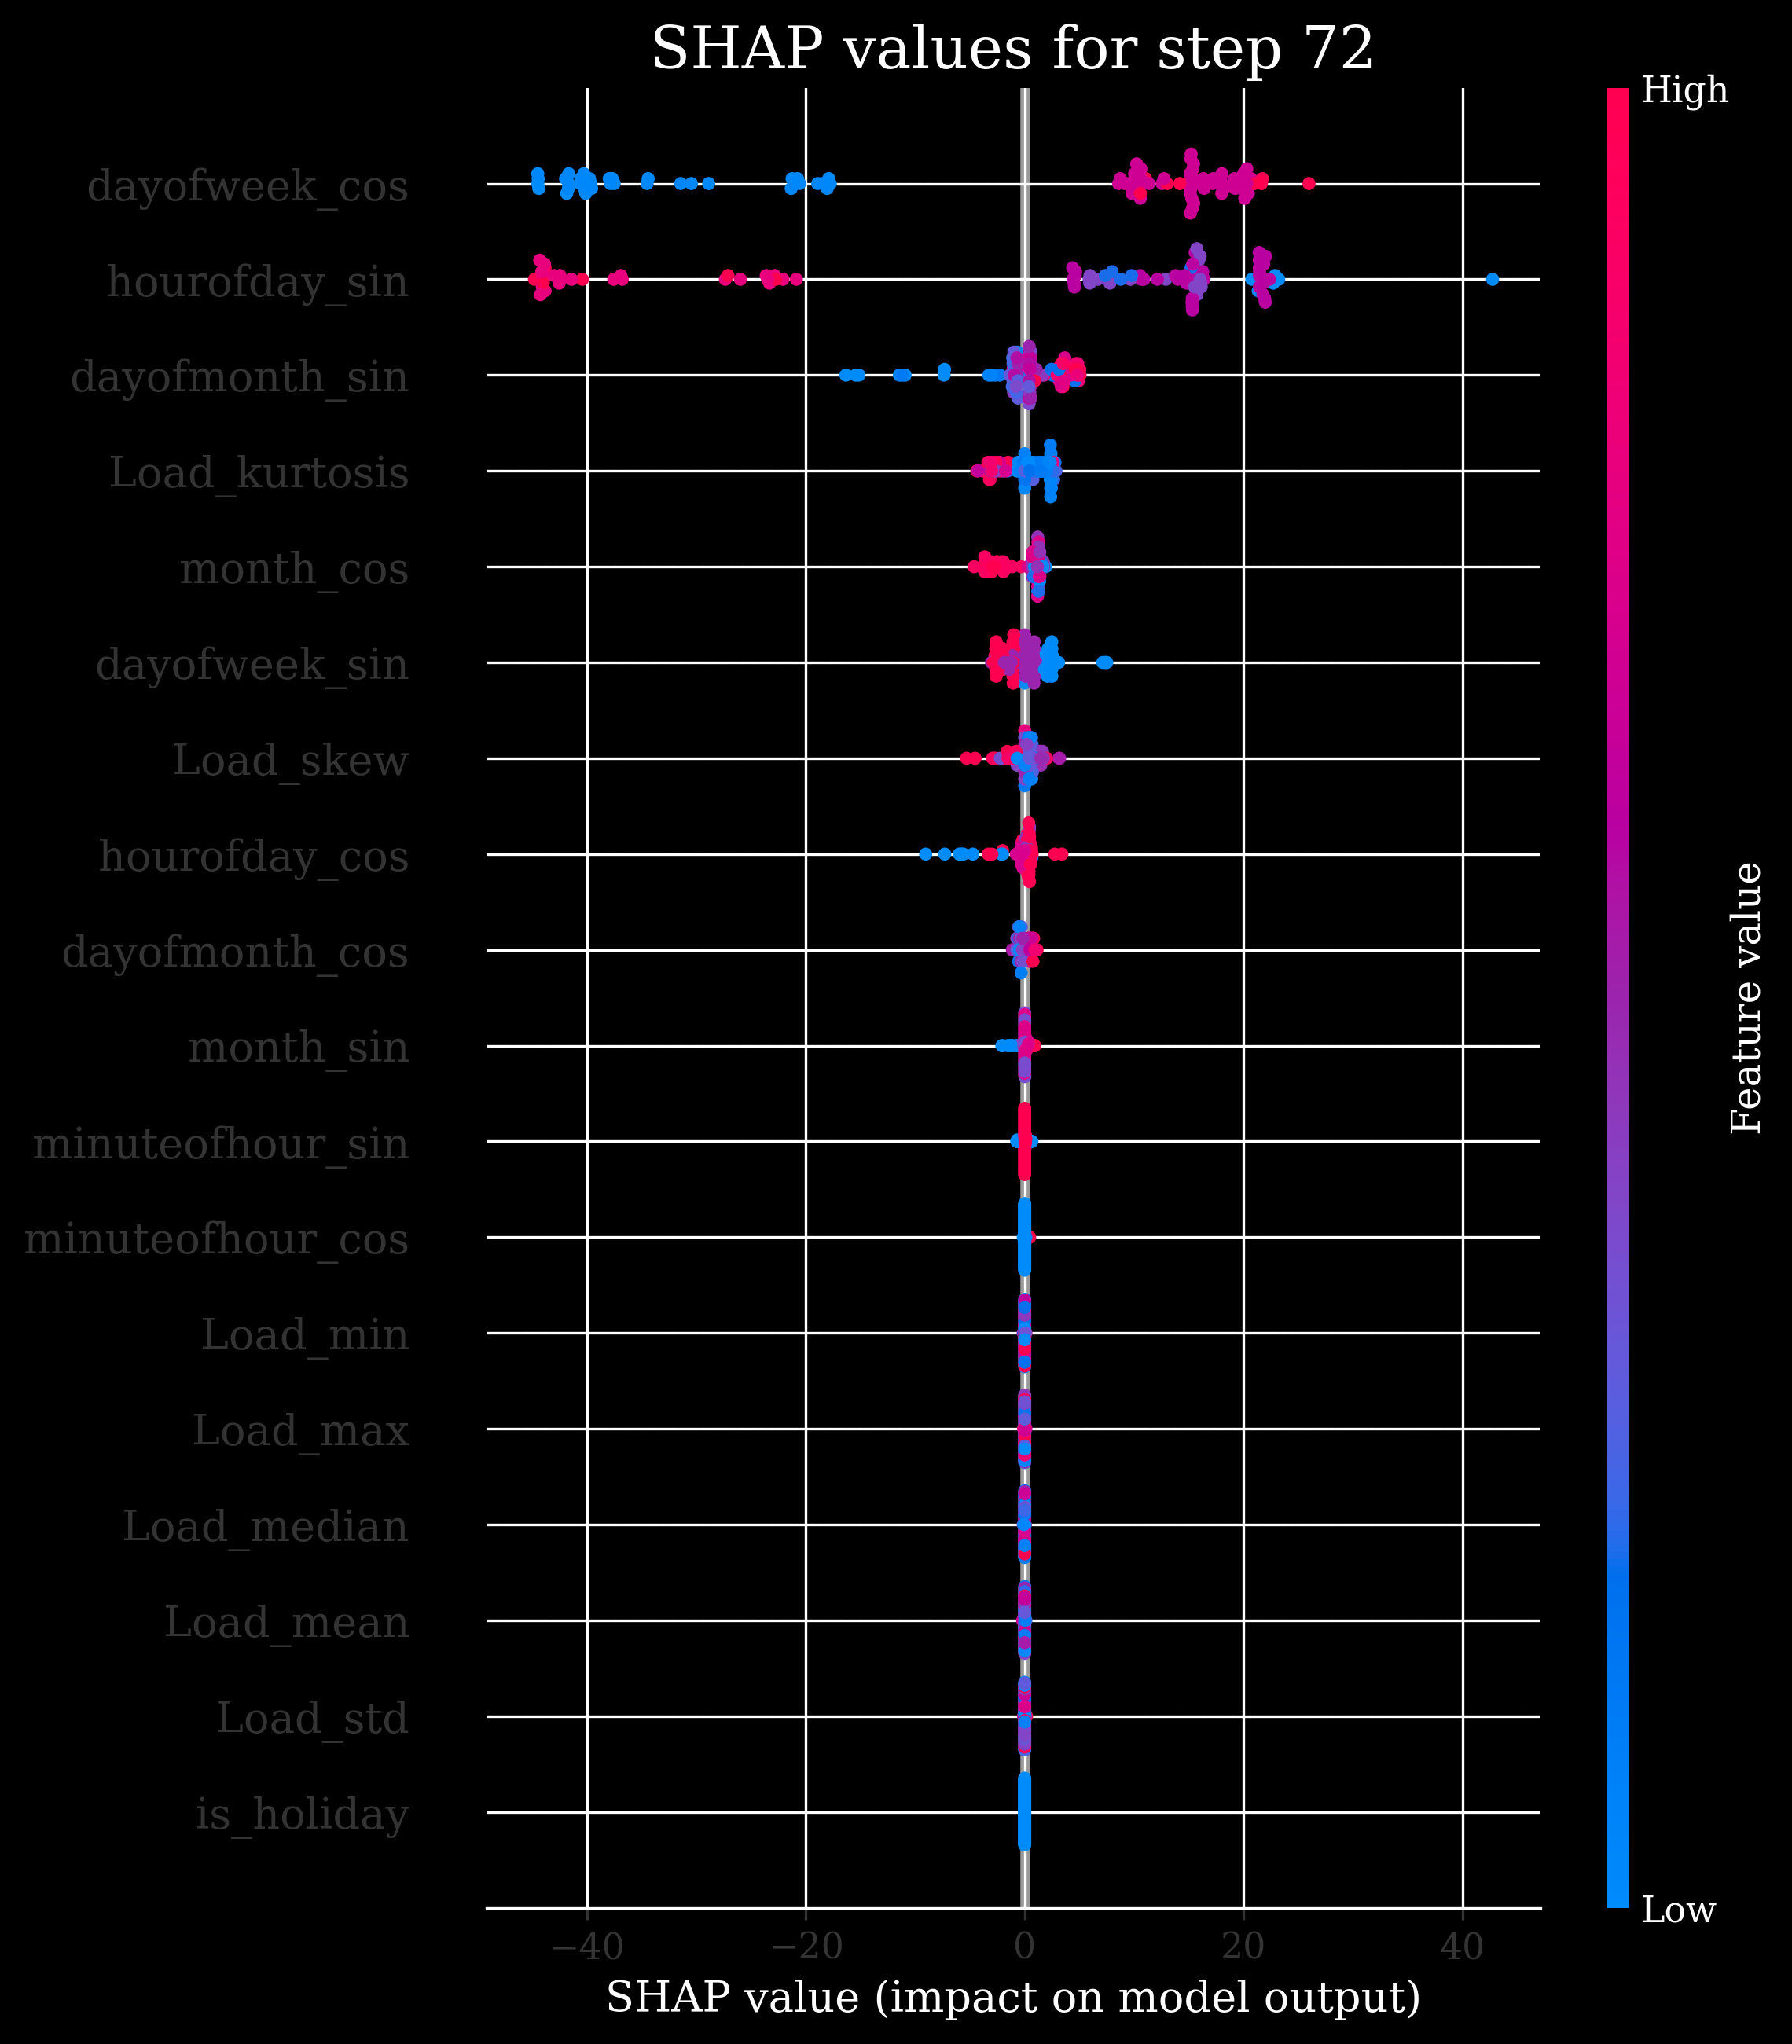 SHAP values for step 72
High
dayofweek_cos
hourofday_sin
dayofmonth_sin
Load_kurtosis
month_cos
dayofweek_sin
Load_skew
hourofday_cos
dayofmonth_cos
month_sin
minuteofhour_sin
minuteofhour_cos
Load_min
Load_max
Load_median
Load_mean
Load_std
is_holiday
Feature value
Low
−40 −20 0 20 40
SHAP value (impact on model output)